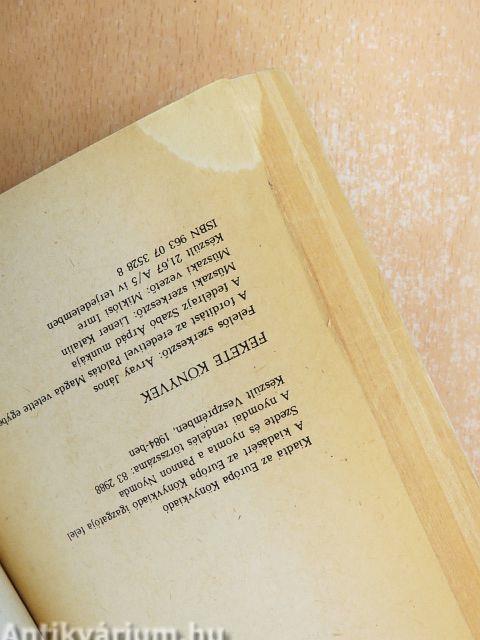 Kiadta az Európa Könyvkiadó
A kiadásért az Európa Könyvkiadó igazgatója felel
Szedte és nyomta a Pannon Nyomda
A nyomdai rendelés törzsszáma: 83 2988
Készült Veszprémben, 1984-ben
FEKETE KÖNYVEK
Felelős szerkesztő: Árvay János
A fordítást az eredetivel Palotás Magda vetette egybe
A fedélrajz Szabó Árpád munkája
Műszaki szerkesztő: Liener Katalin
Műszaki vezető: Miklósi Imre
Készült 21,67 A/5 ív terjedelemben
ISBN 963 07 3528 8
Antikvárium.hu